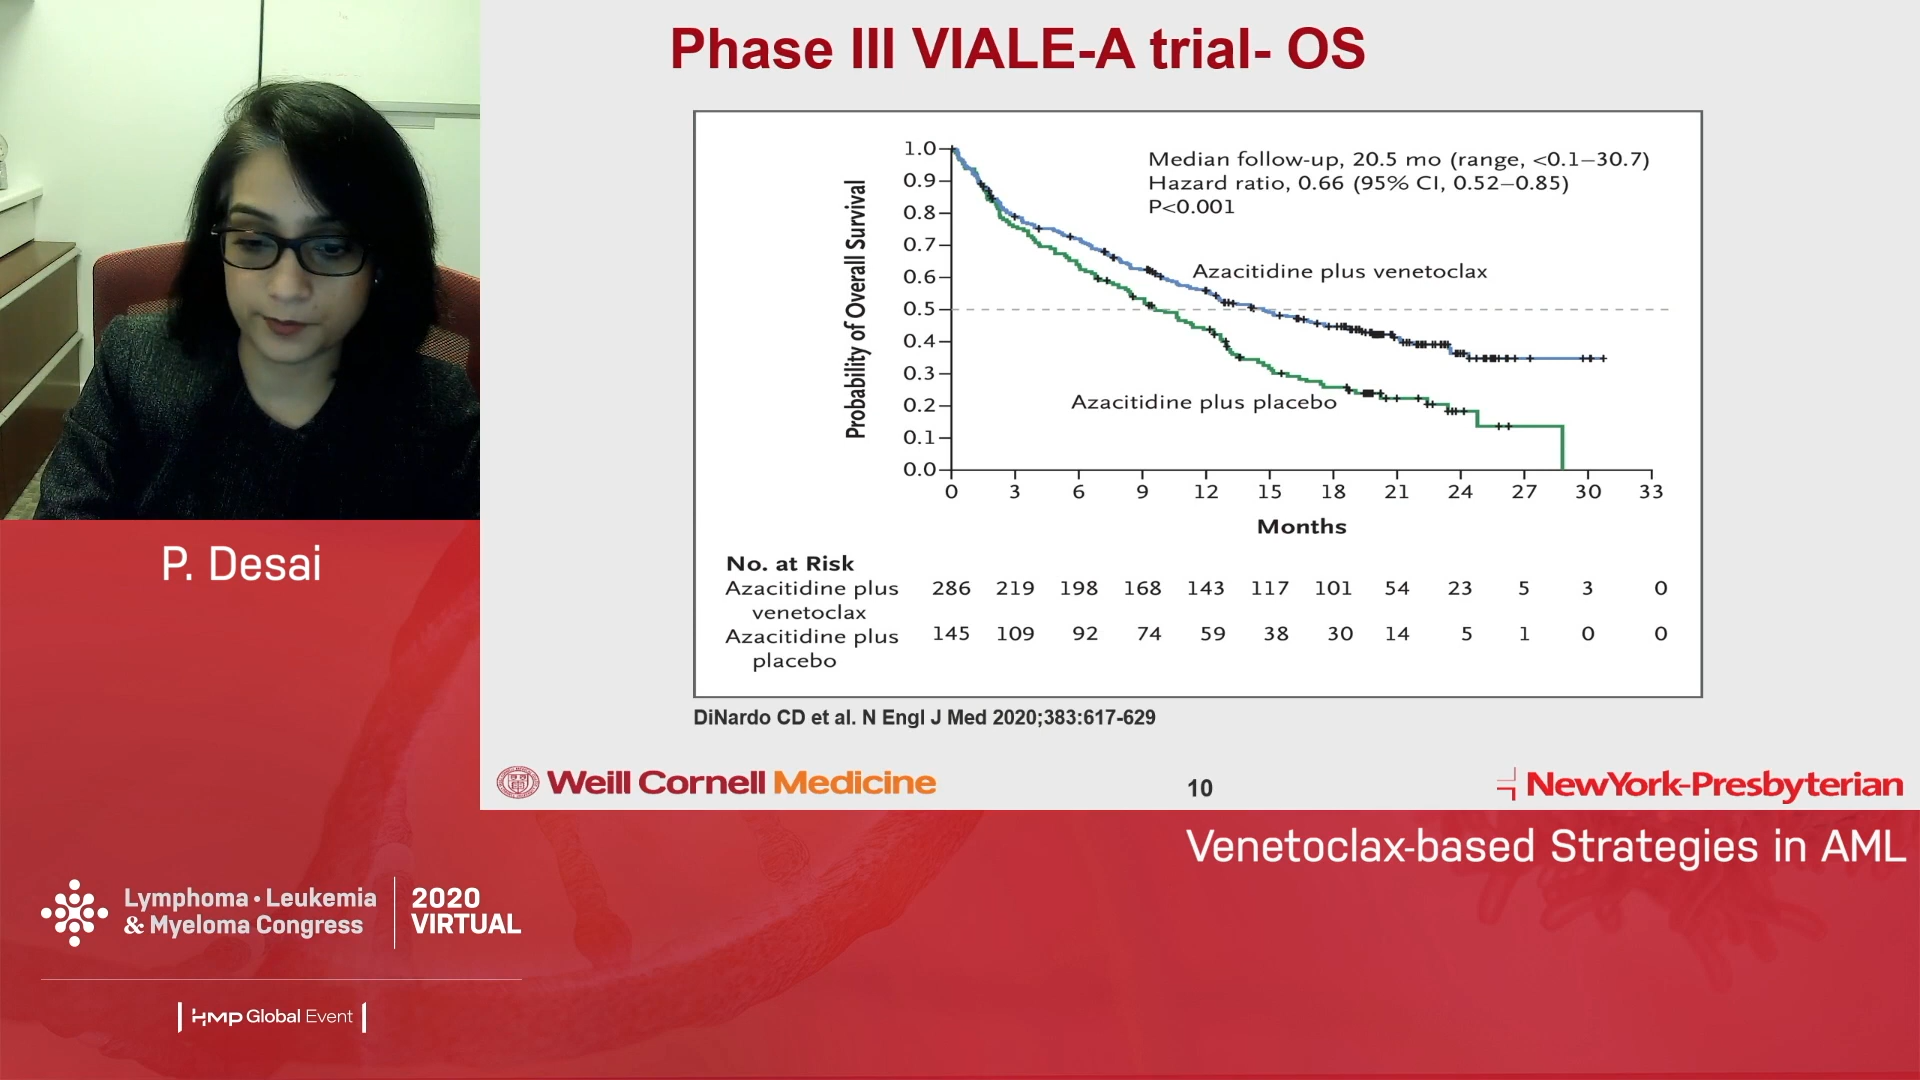 Phase III VIALE-A trial- OS
Probability of Overall Survival
1.0
0.9
0.8
0.7
0.6
0.5
0.4
0.3
0.2
0.1
0.0
Median follow-up, 20.5 mo (range, <0.1–30.7)
Hazard ratio, 0.66 (95% CI, 0.52–0.85)
P<0.001
Azacitidine plus venetoclax
Azacitidine plus placebo
0 3 6 9 12 15 18 21 24 27 30 33
Months
No. at Risk
Azacitidine plus 286 219 198 168 143 117 101 54 23 5 3 0
venetoclax
Azacitidine plus 145 109 92 74 59 38 30 14 5 1 0 0
placebo
DiNardo CD et al. N Engl J Med 2020;383:617-629
Weill Cornell Medicine
10
NewYork-Presbyterian
P. Desai
Venetoclax-based Strategies in AML
Lymphoma • Leukemia
& Myeloma Congress
2020
VIRTUAL
HMP Global Event